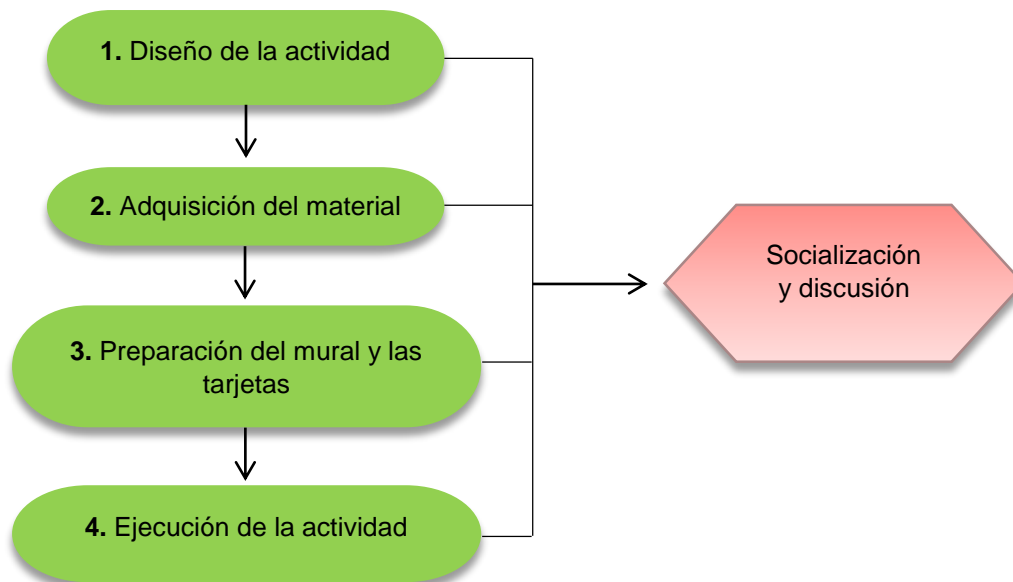 1. Diseño de la actividad
2. Adquisición del material
3. Preparación del mural y las
tarjetas
4. Ejecución de la actividad
Socialización
y discusión